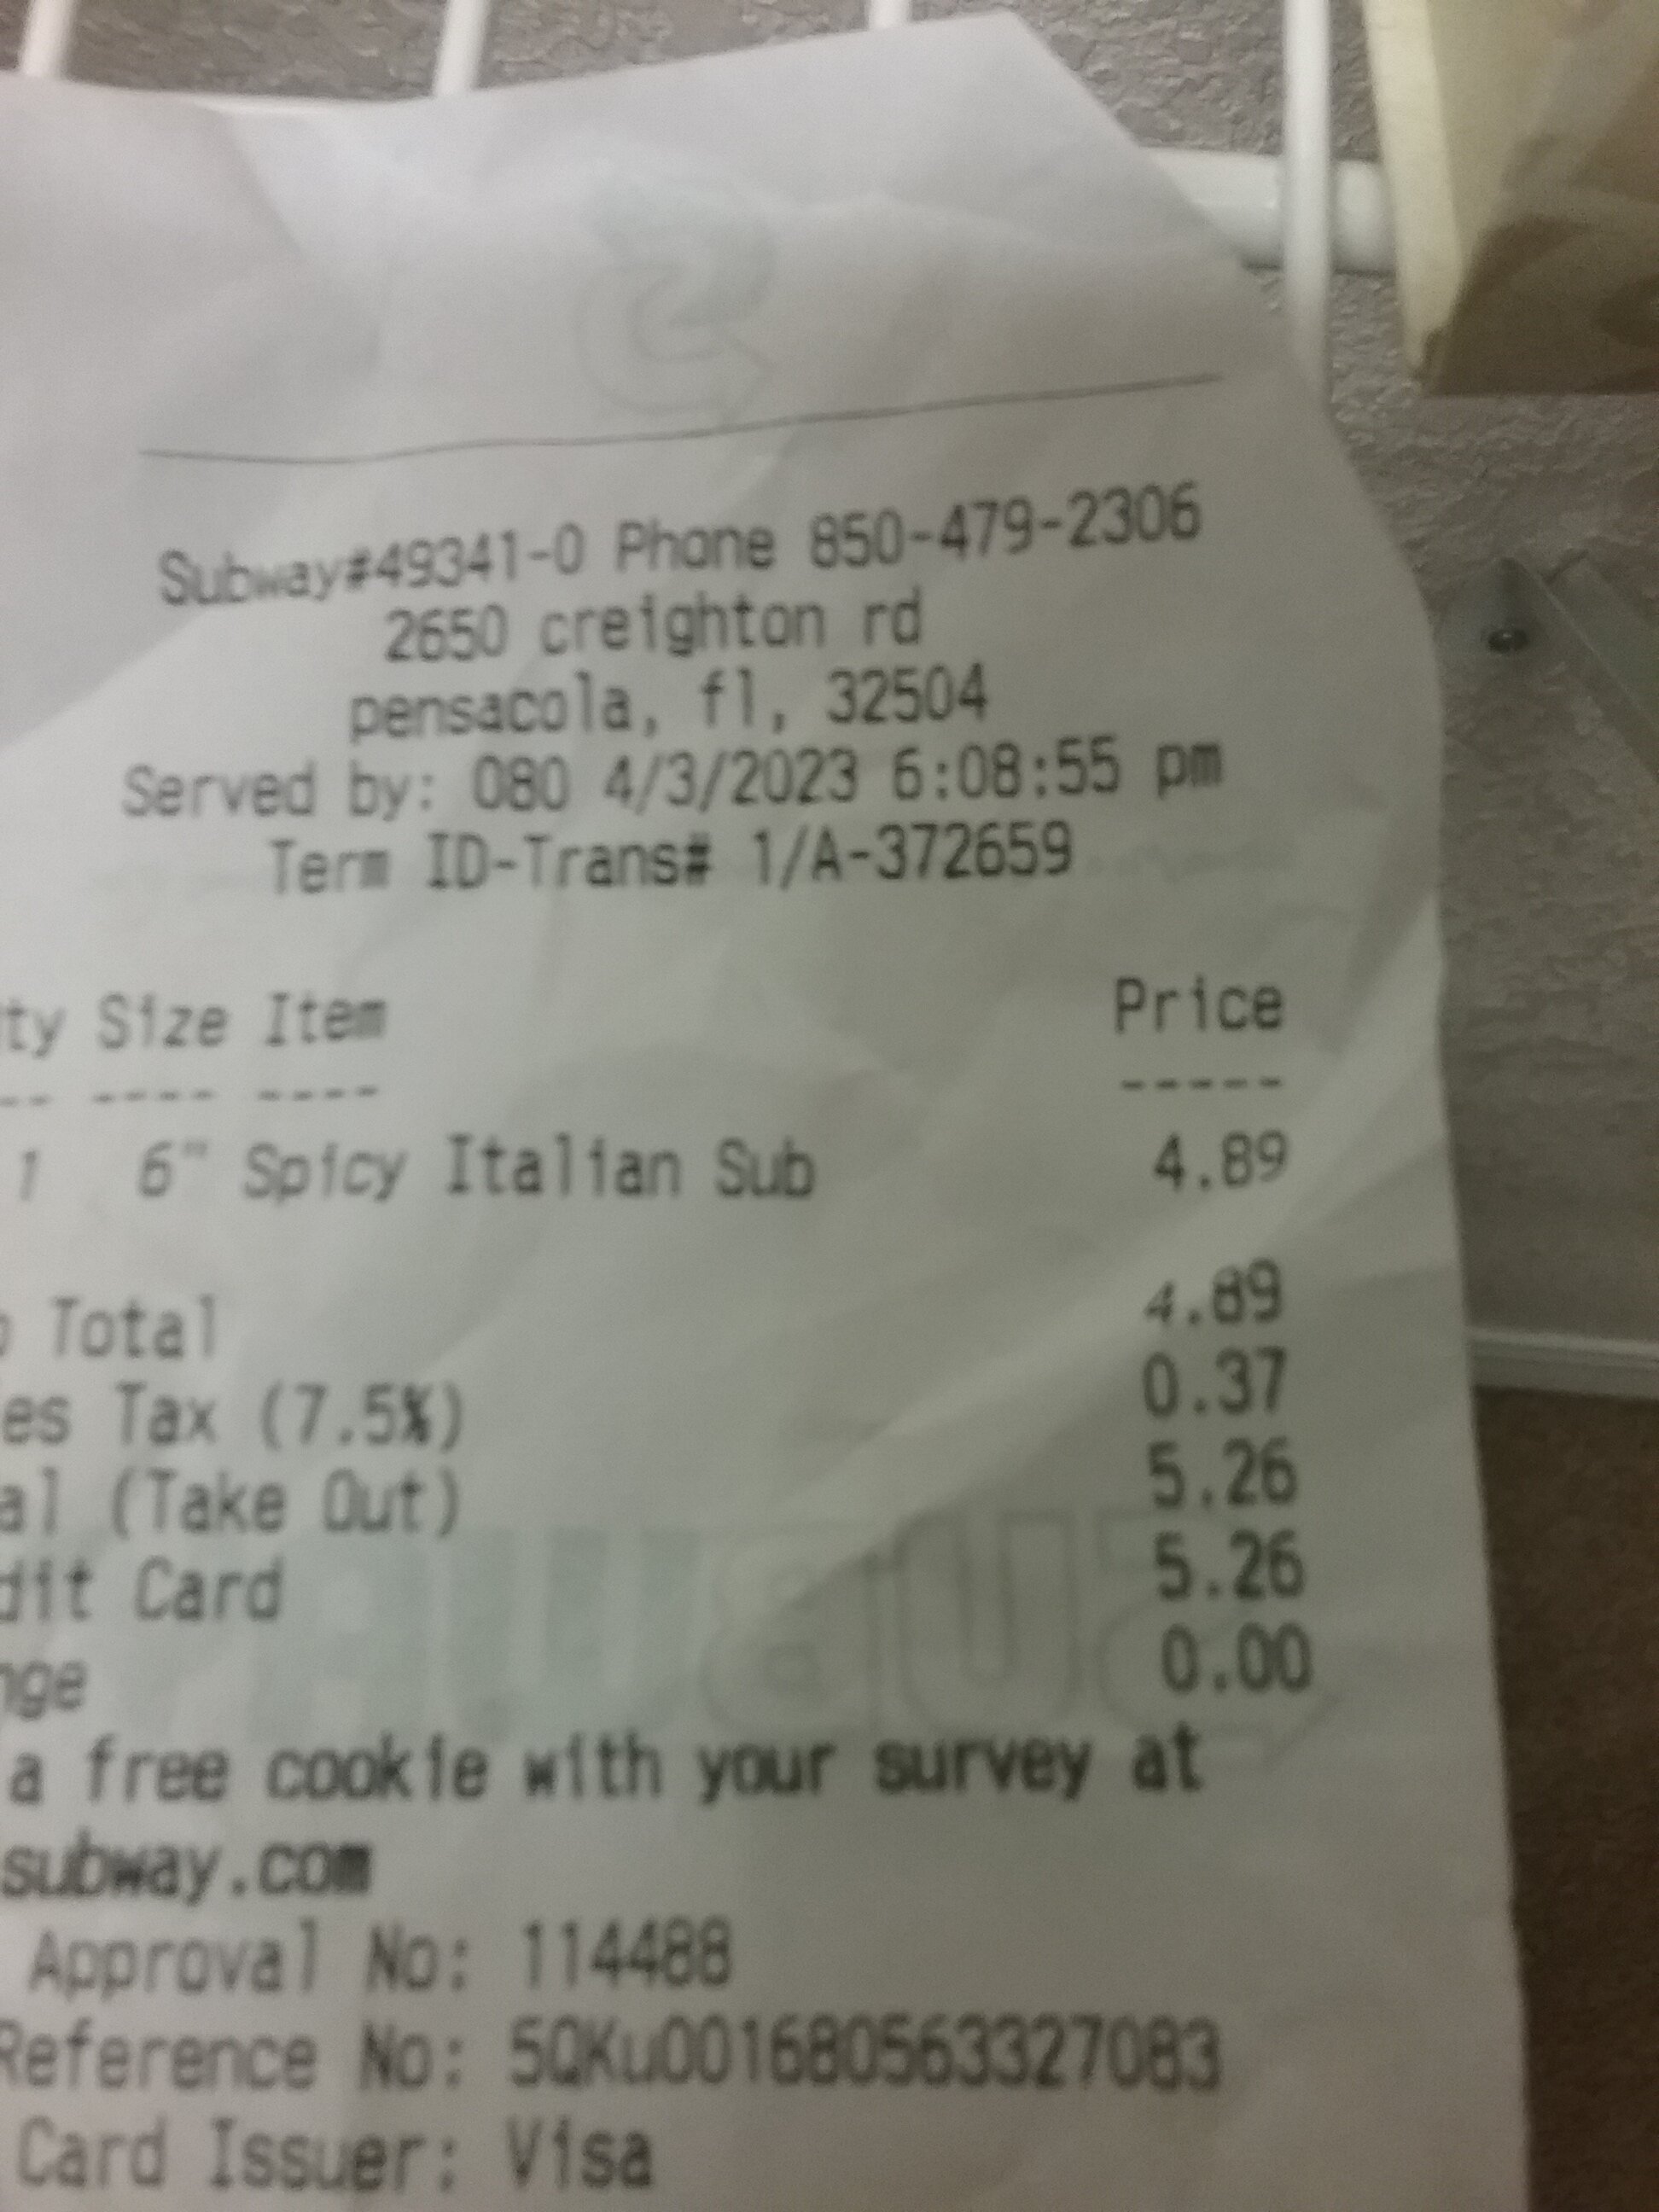 Subway#49341-0 Phone 850-479-2306
2650 creighton rd
pensacola, fl, 32504
Served by: 080 4/3/2023 6:08:55 pm
Term ID-Trans# 1/A-372659
ty Size Item Price
-- ---- ---- -----
1 6" Spicy Italian Sub 4.89
Total 4.89
es Tax (7.5%) 0.37
al (Take Out) 5.26
dit Card 5.26
nge 0.00
a free cookie with your survey at
subway.com
Approval No: 114488
Reference No: 5QKu001680563327083
Card Issuer: Visa